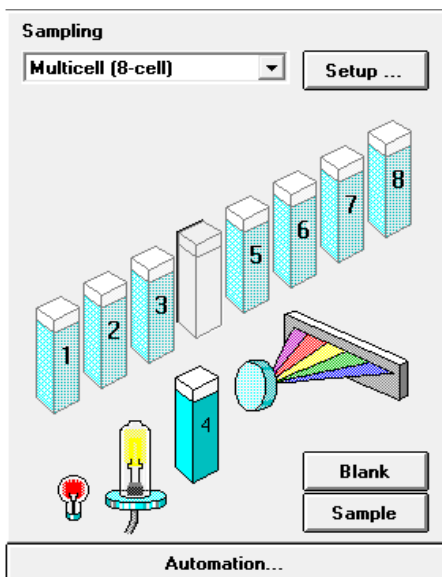 Sampling
Multicell (8-cell)
Setup ...
8
7
6
5
3
2
1
4
Blank
Sample
Automation...